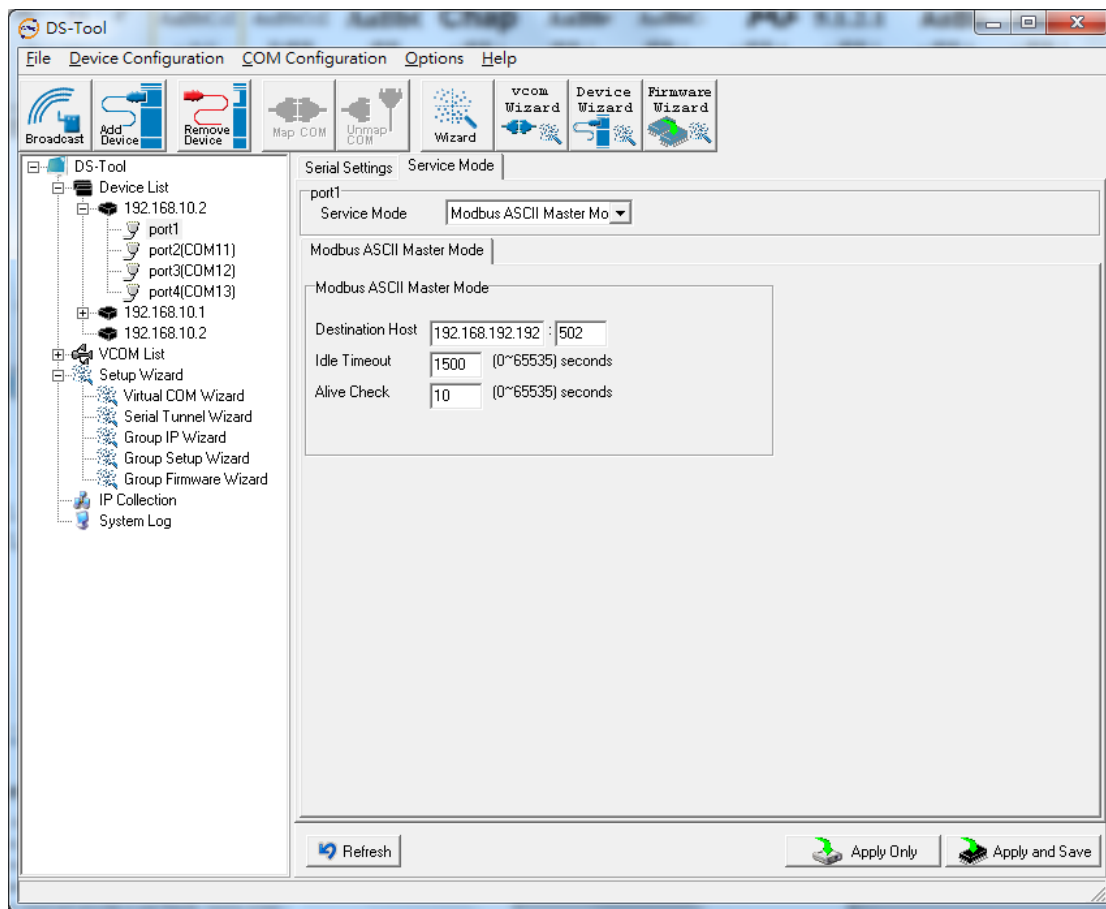 DS-Tool
File Device Configuration COM Configuration Options Help
Broadcast
Add Device
Remove Device
Map COM
Unmap COM
Wizard
vcom Wizard
Device Wizard
Firmware Wizard
DS-Tool
Device List
192.168.10.2
port1
port2(COM11)
port3(COM12)
port4(COM13)
192.168.10.1
192.168.10.2
VCOM List
Setup Wizard
Virtual COM Wizard
Serial Tunnel Wizard
Group IP Wizard
Group Setup Wizard
Group Firmware Wizard
IP Collection
System Log
Serial Settings Service Mode
port1
Service Mode Modbus ASCII Master Mo
Modbus ASCII Master Mode
Modbus ASCII Master Mode
Destination Host 192.168.192.192 : 502
Idle Timeout 1500 (0~65535) seconds
Alive Check 10 (0~65535) seconds
Refresh Apply Only Apply and Save